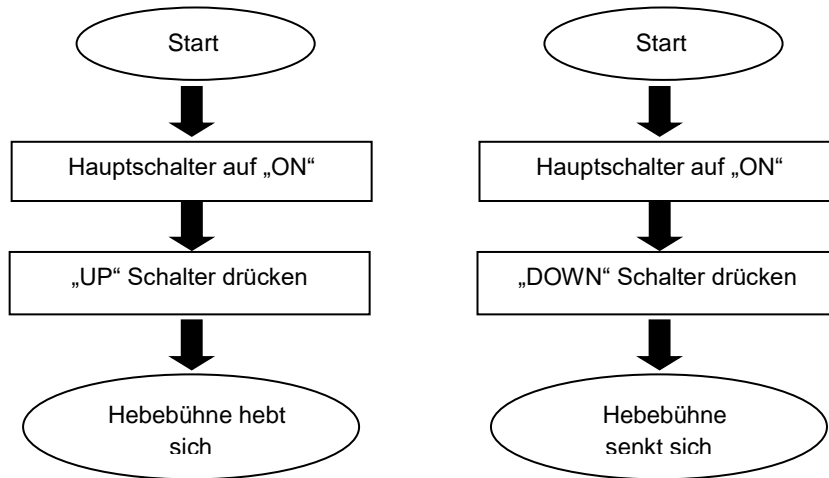 Start
Hauptschalter auf „ON“
„UP“ Schalter drücken
Hebebühne hebt
sich
Start
Hauptschalter auf „ON“
„DOWN“ Schalter drücken
Hebebühne
senkt sich